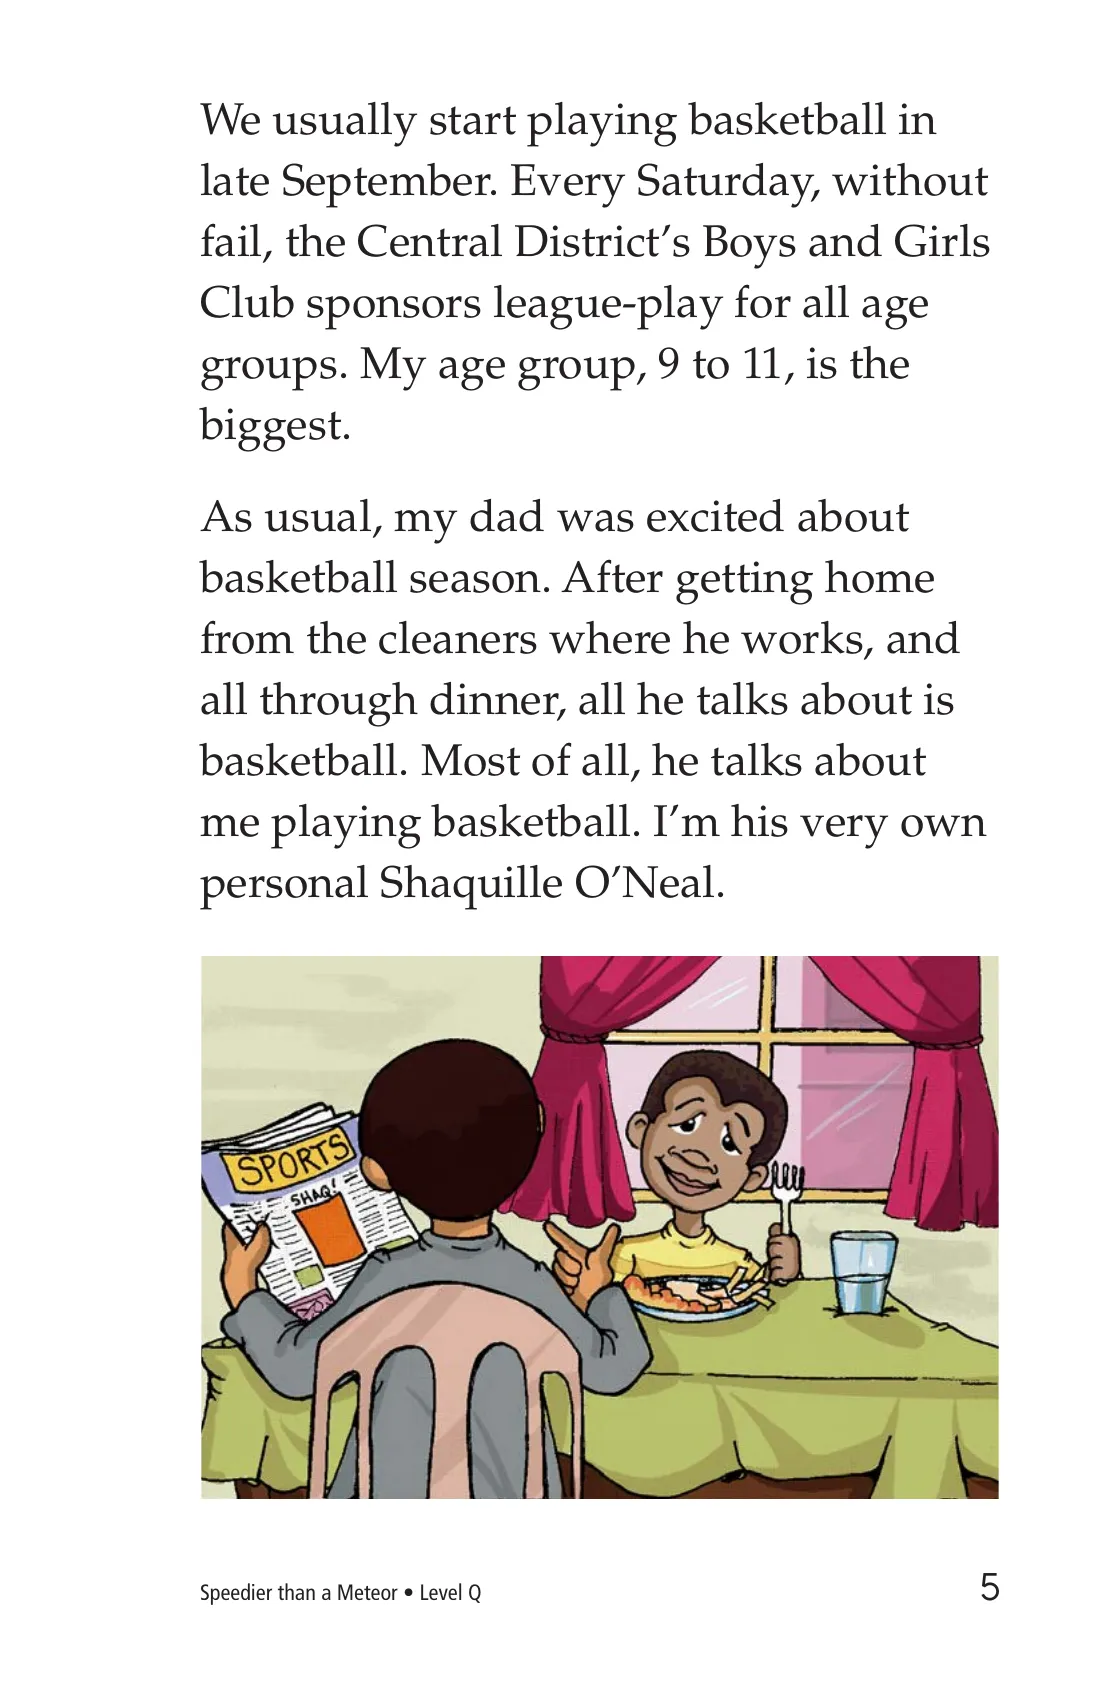 We usually start playing basketball in
late September. Every Saturday, without
fail, the Central District’s Boys and Girls
Club sponsors league-play for all age
groups. My age group, 9 to 11, is the
biggest.
As usual, my dad was excited about
basketball season. After getting home
from the cleaners where he works, and
all through dinner, all he talks about is
basketball. Most of all, he talks about
me playing basketball. I’m his very own
personal Shaquille O’Neal.
SPORTS
SHAQ!
Speedier than a Meteor • Level Q
5